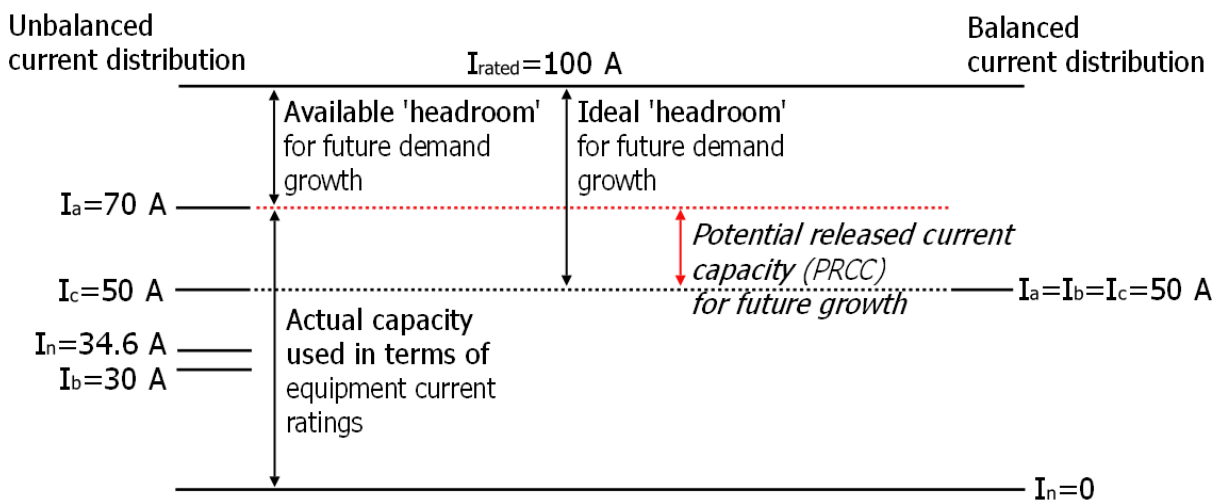 Unbalanced
current distribution
Balanced
current distribution
Irated=100 A
Available 'headroom'
for future demand
growth
Ideal 'headroom'
for future demand
growth
Ia=70 A
Potential released current
capacity (PRCC)
for future growth
Ic=50 A
Ia=Ib=Ic=50 A
Actual capacity
used in terms of
equipment current
ratings
In=34.6 A
Ib=30 A
In=0